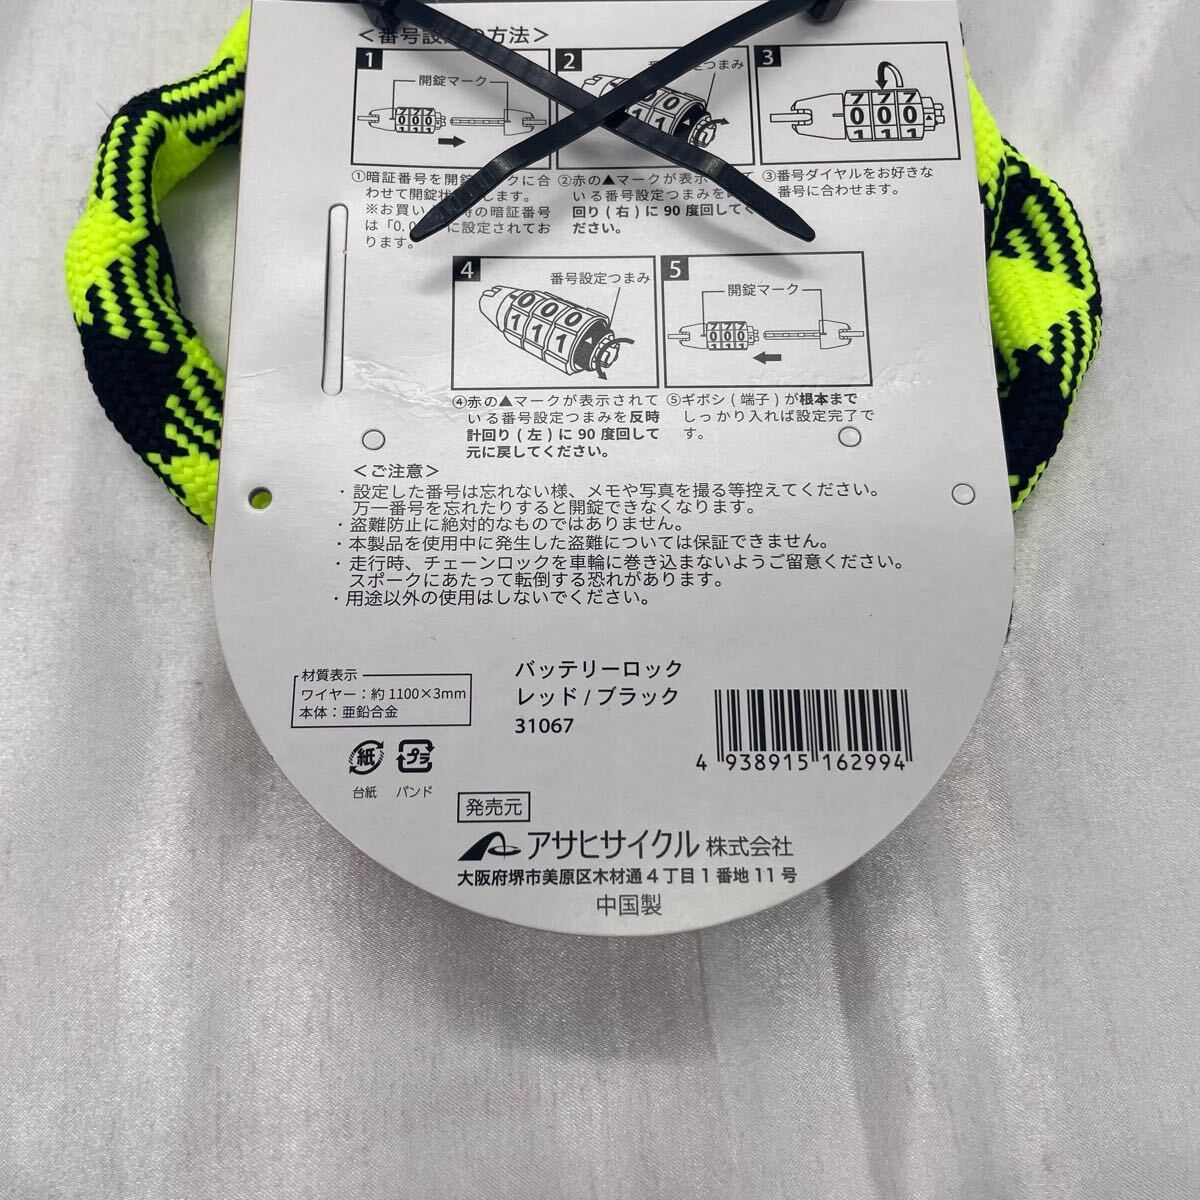 ＜番号設定の方法＞
1
開錠マーク
2
つまみ
3
①暗証番号を開錠マークに合
わせて開錠状
します。
※お買い
時の暗証番号
は「0.0
に設定されてお
ります。
②赤の▲マークが表示
て
いる番号設定つまみを
回り(右)に90度回してく
ださい。
③番号ダイヤルをお好きな
番号に合わせます。
4
番号設定つまみ
5
開錠マーク
④赤の▲マークが表示されて
いる番号設定つまみを反時
計回り(左)に90度回して
元に戻してください。
⑤ギボシ(端子)が根本まで
しっかり入れば設定完了で
す。
＜ご注意＞
・設定した番号は忘れない様、メモや写真を撮る等控えてください。
万一番号を忘れたりすると開錠できなくなります。
・盗難防止に絶対的なものではありません。
・本製品を使用中に発生した盗難については保証できません。
・走行時、チェーンロックを車輪に巻き込まないようご留意ください。
スポークにあたって転倒する恐れがあります。
・用途以外の使用はしないでください。
材質表示
ワイヤー：約1100×3mm
本体：亜鉛合金
バッテリーロック
レッド/ブラック
31067
4 938915 162994
紙
プラ
台紙 バンド
発売元
アサヒサイクル 株式会社
大阪府堺市美原区木材通4丁目1番地11号
中国製